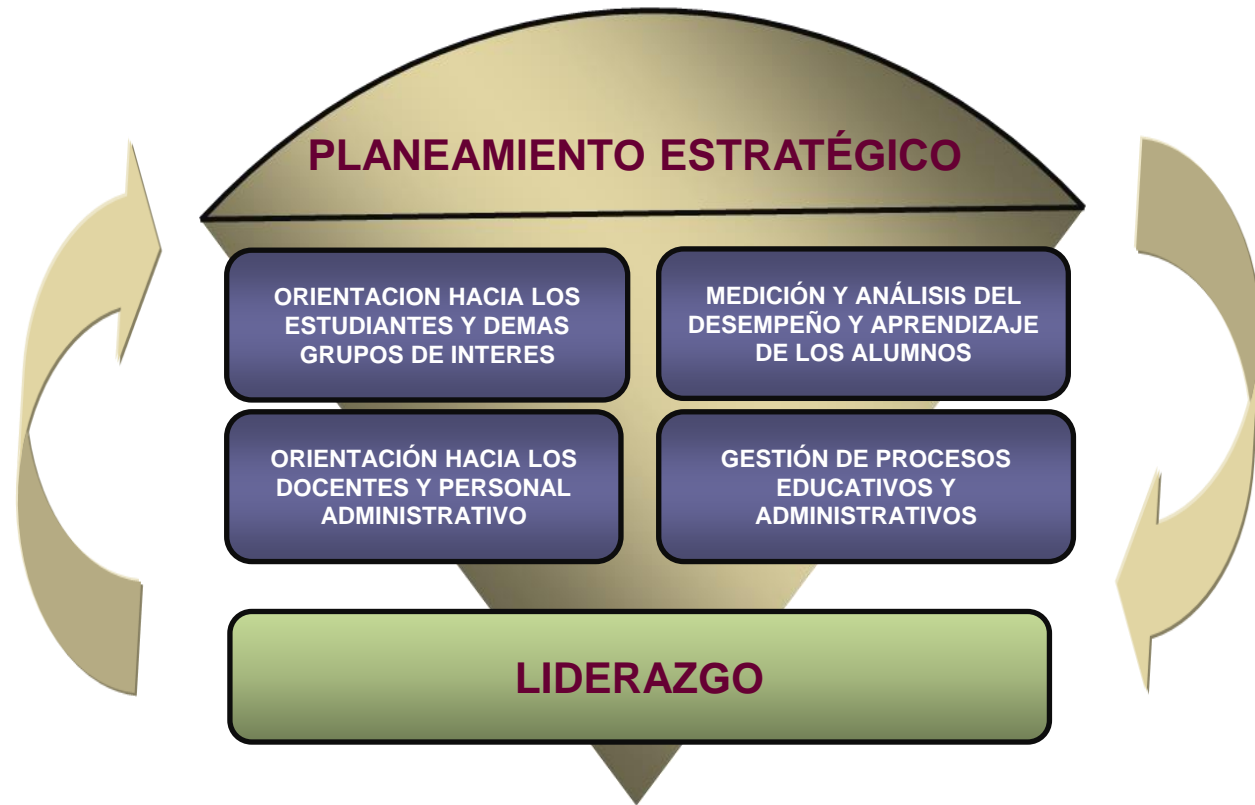 PLANEAMIENTO ESTRATÉGICO
ORIENTACION HACIA LOS
ESTUDIANTES Y DEMAS
GRUPOS DE INTERES
MEDICIÓN Y ANÁLISIS DEL
DESEMPEÑO Y APRENDIZAJE
DE LOS ALUMNOS
ORIENTACIÓN HACIA LOS
DOCENTES Y PERSONAL
ADMINISTRATIVO
GESTIÓN DE PROCESOS
EDUCATIVOS Y
ADMINISTRATIVOS
LIDERAZGO